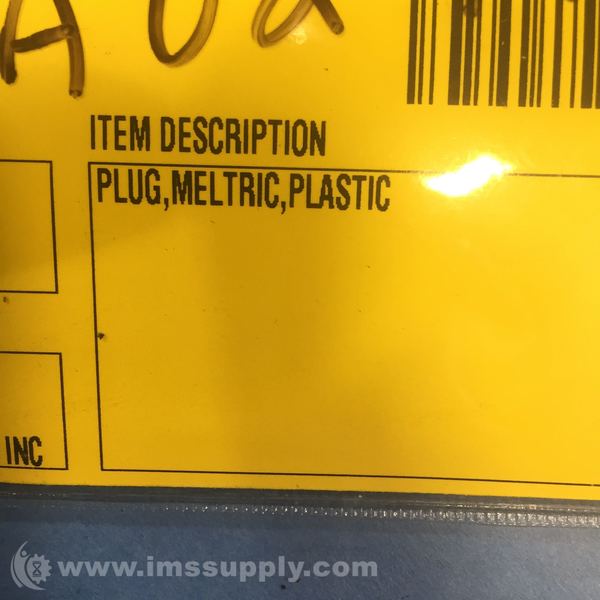 ITEM DESCRIPTION
PLUG,MELTRIC,PLASTIC
INC
www.imssupply.com